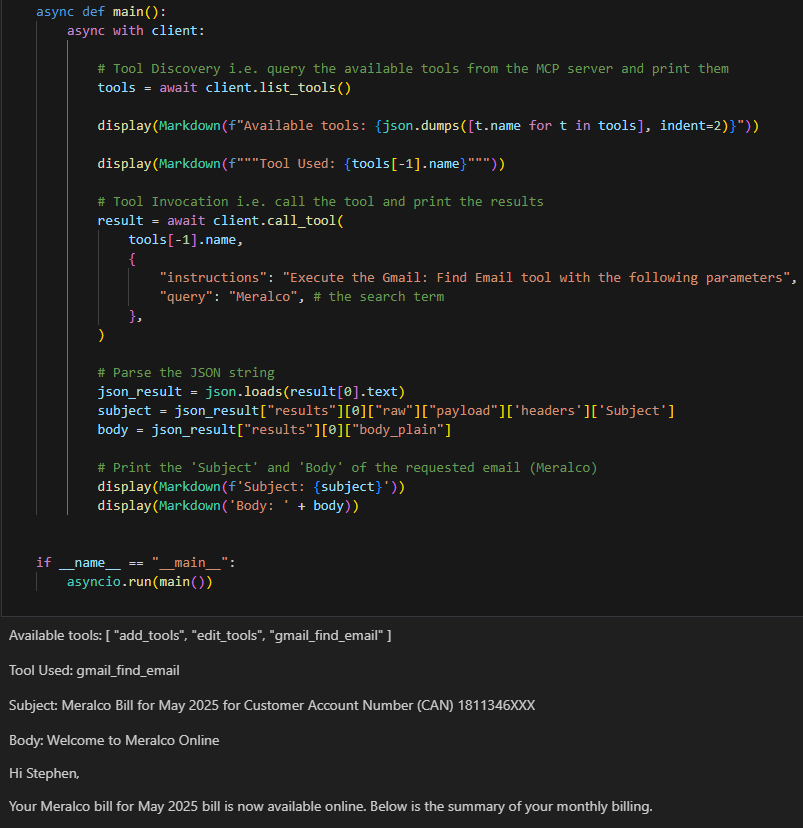 async def main():
    async with client:

        # Tool Discovery i.e. query the available tools from the MCP server and print them
        tools = await client.list_tools()

        display(Markdown(f"Available tools: {json.dumps([t.name for t in tools], indent=2)}"))

        display(Markdown(f"""Tool Used: {tools[-1].name}"""))

        # Tool Invocation i.e. call the tool and print the results
        result = await client.call_tool(
            tools[-1].name,
            {
                "instructions": "Execute the Gmail: Find Email tool with the following parameters",
                "query": "Meralco", # the search term
            },
        )

        # Parse the JSON string
        json_result = json.loads(result[0].text)
        subject = json_result["results"][0]["raw"]["payload"]['headers']['Subject']
        body = json_result["results"][0]["body_plain"]

        # Print the 'Subject' and 'Body' of the requested email (Meralco)
        display(Markdown(f'Subject: {subject}'))
        display(Markdown('Body: ' + body))


if __name__ == "__main__":
    asyncio.run(main())

Available tools: [ "add_tools", "edit_tools", "gmail_find_email" ]
Tool Used: gmail_find_email
Subject: Meralco Bill for May 2025 for Customer Account Number (CAN) 1811346XXX
Body: Welcome to Meralco Online
Hi Stephen,
Your Meralco bill for May 2025 bill is now available online. Below is the summary of your monthly billing.